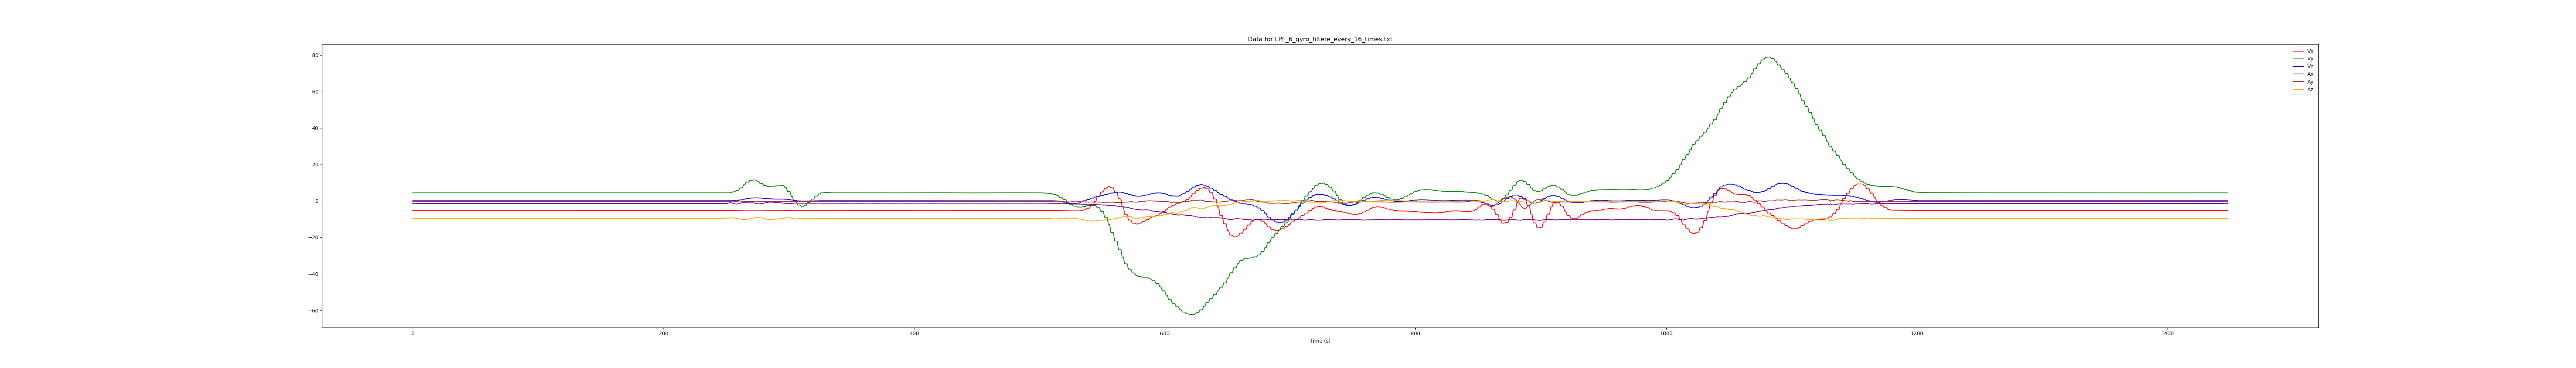 Data for LPF_6_gyro_filtere_every_16_times.txt
80
60
40
20
0
−20
−40
−60
0 200 400 600 800 1000 1200 1400
Time (s)
Vx
Vy
Vz
Ax
Ay
Az